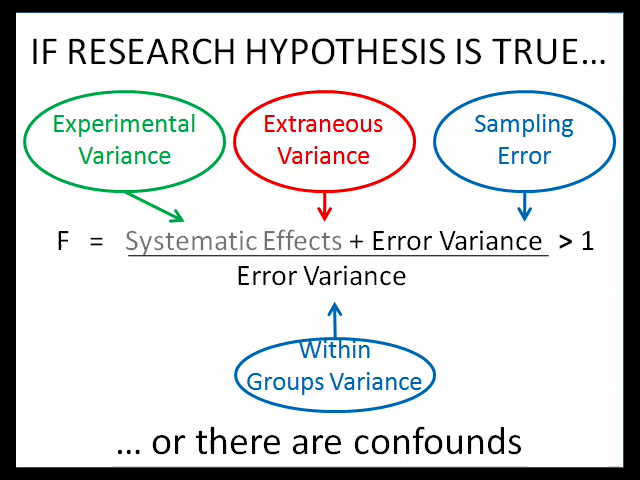 IF RESEARCH HYPOTHESIS IS TRUE…
Experimental
Variance
Extraneous
Variance
Sampling
Error
F = Systematic Effects + Error Variance > 1
Error Variance
Within
Groups Variance
… or there are confounds